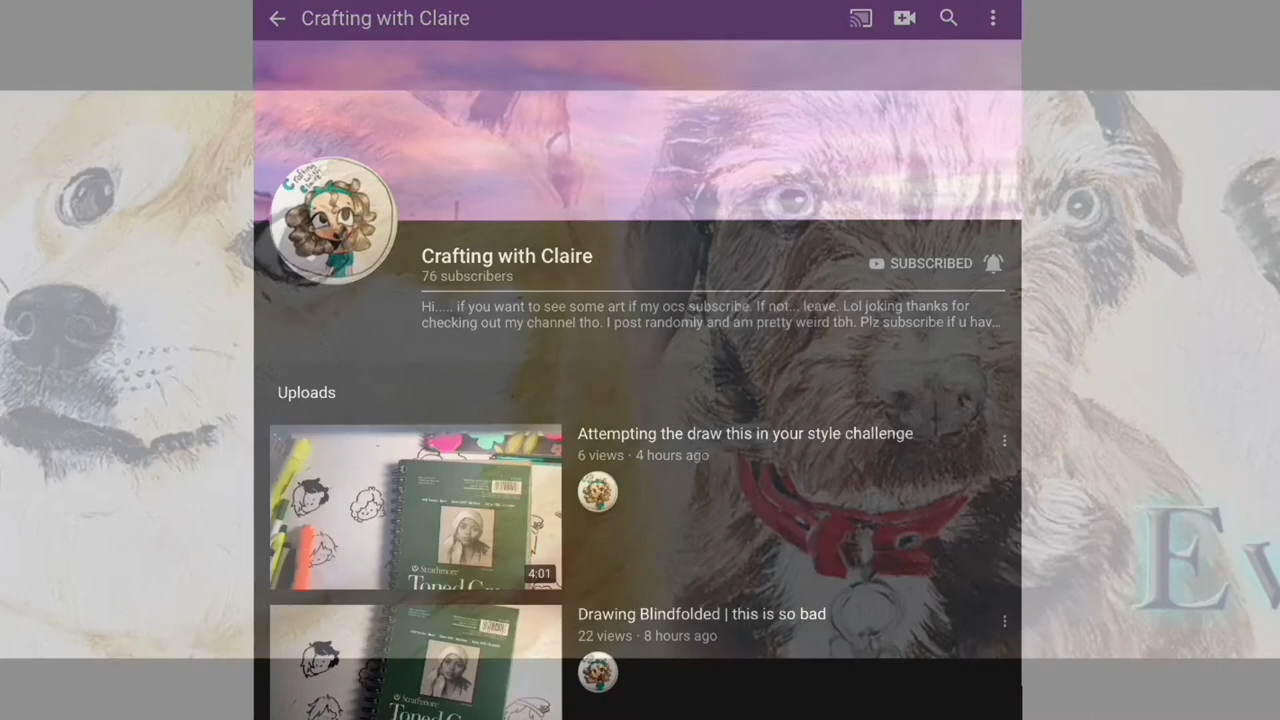 Crafting with Claire
Crafting with Claire
76 subscribers
SUBSCRIBED
Hi..... if you want to see some art if my ocs subscribe. If not... leave. Lol joking thanks for
checking out my channel tho. I post randomly and am pretty weird tbh. Plz subscribe if u hav...
Uploads
Attempting the draw this in your style challenge
6 views · 4 hours ago
Strathmore
4:01
Drawing Blindfolded | this is so bad
22 views · 8 hours ago
Strathmore